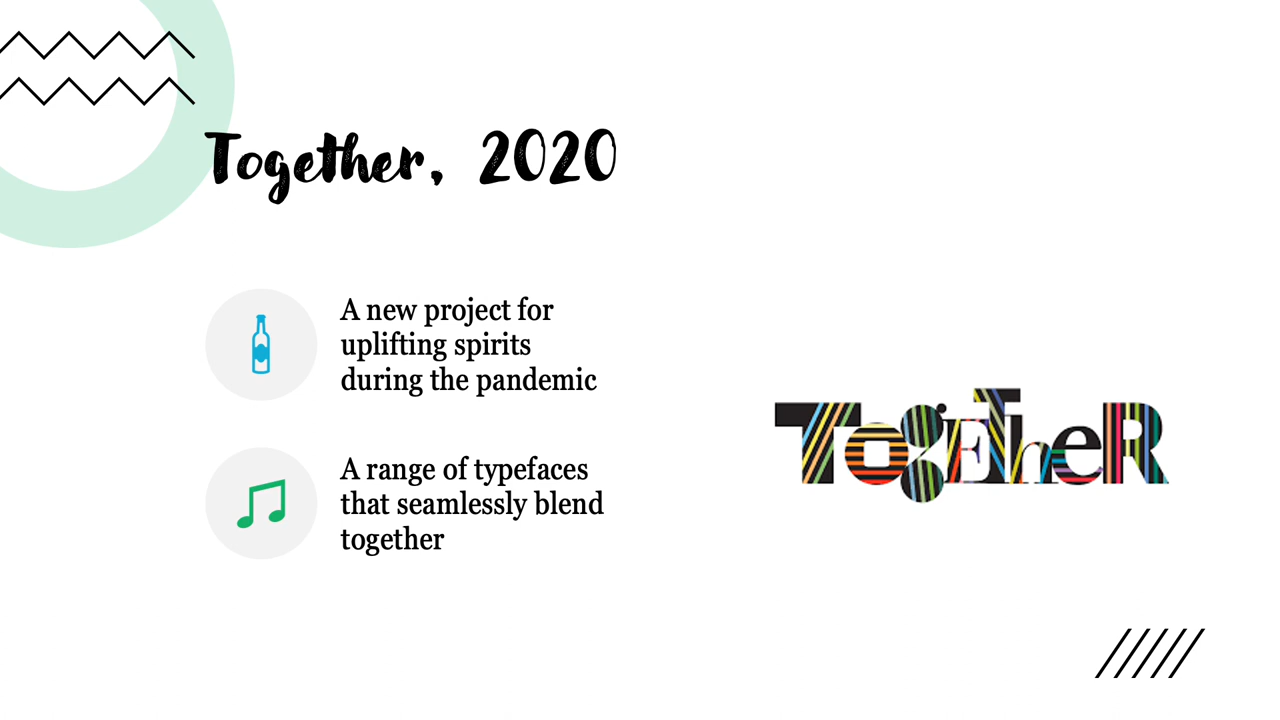 Together, 2020
A new project for
uplifting spirits
during the pandemic
A range of typefaces
that seamlessly blend
together
TogETheR